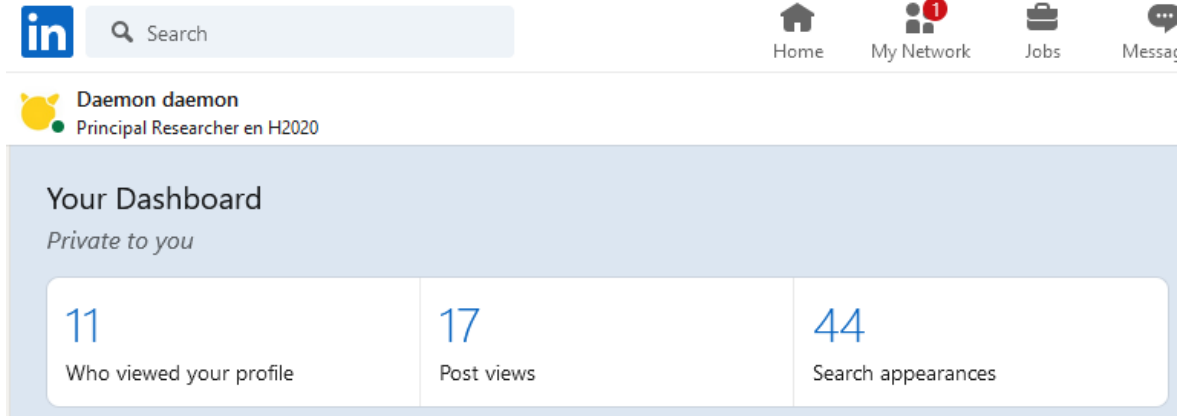 in Search
1
Home My Network Jobs Messag
Daemon daemon
Principal Researcher en H2020
Your Dashboard
Private to you
11 17 44
Who viewed your profile Post views Search appearances